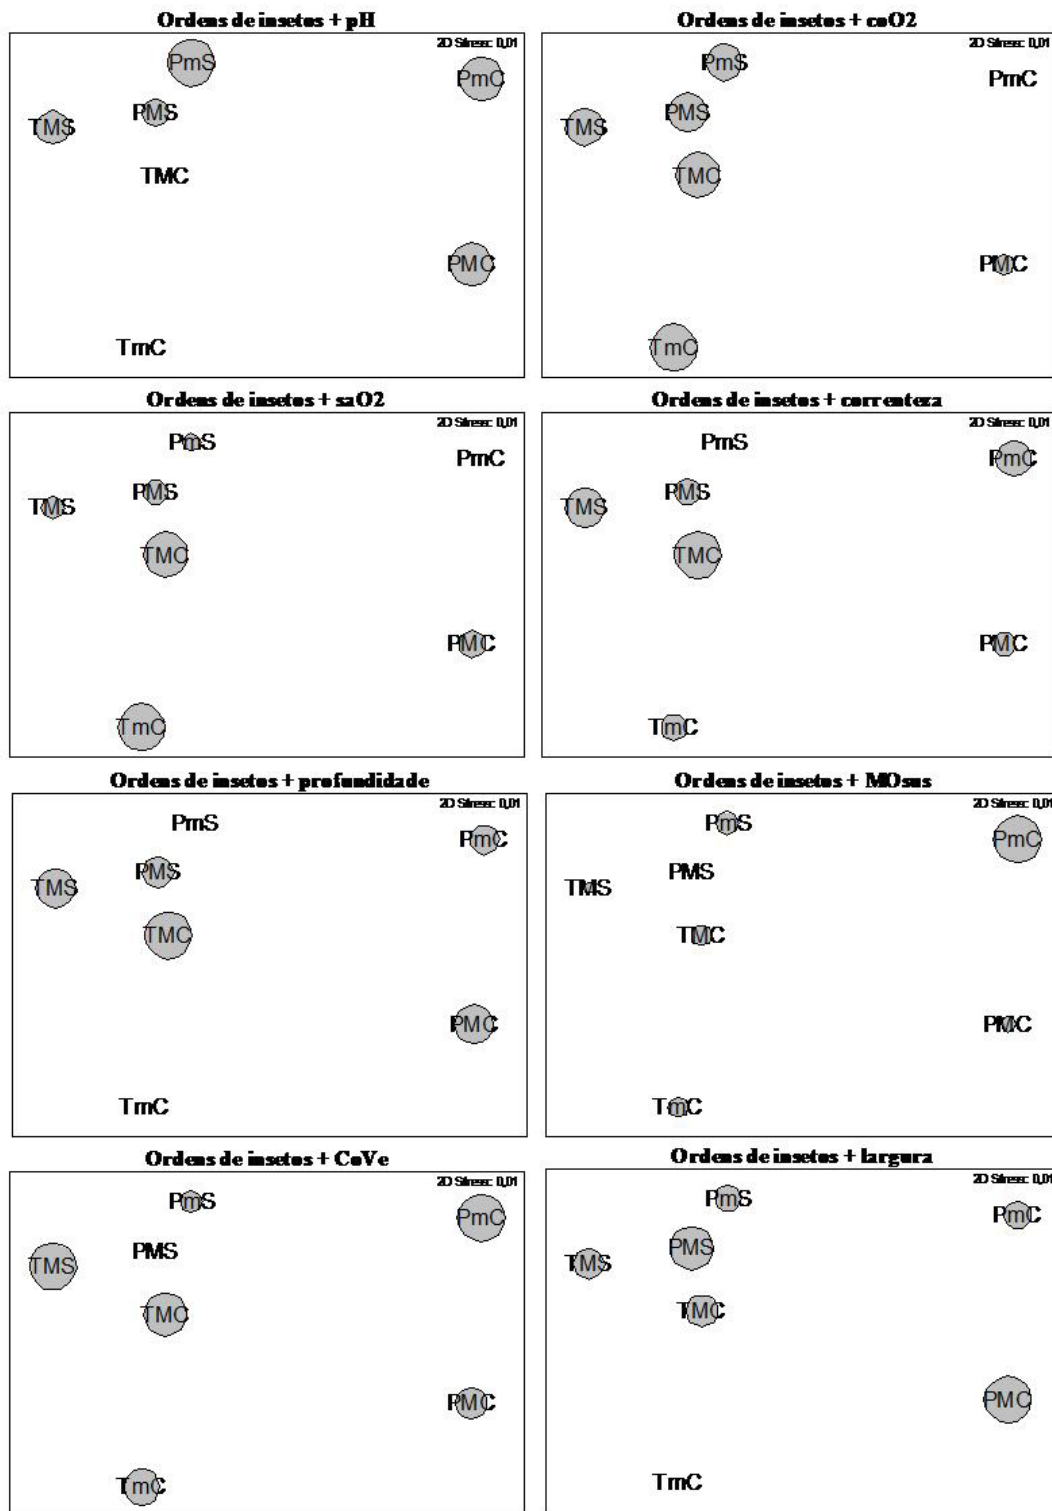 Ordens de insetos + pH
2D Stress: 0,01
PmS
PmC
PMS
TMS
TMC
PMC
TmC
Ordens de insetos + coO2
2D Stress: 0,01
PmS
PmC
PMS
TMS
TMC
PMC
TmC
Ordens de insetos + saO2
2D Stress: 0,01
PmS
PmC
PMS
TMS
TMC
PMC
TmC
Ordens de insetos + correnteza
2D Stress: 0,01
PmS
PmC
PMS
TMS
TMC
PMC
TmC
Ordens de insetos + profundidade
2D Stress: 0,01
PmS
PmC
PMS
TMS
TMC
PMC
TmC
Ordens de insetos + MOsus
2D Stress: 0,01
PmS
PmC
PMS
TMS
TMC
PMC
TmC
Ordens de insetos + CoVe
2D Stress: 0,01
PmS
PmC
PMS
TMS
TMC
PMC
TmC
Ordens de insetos + largura
2D Stress: 0,01
PmS
PmC
PMS
TMS
TMC
PMC
TmC